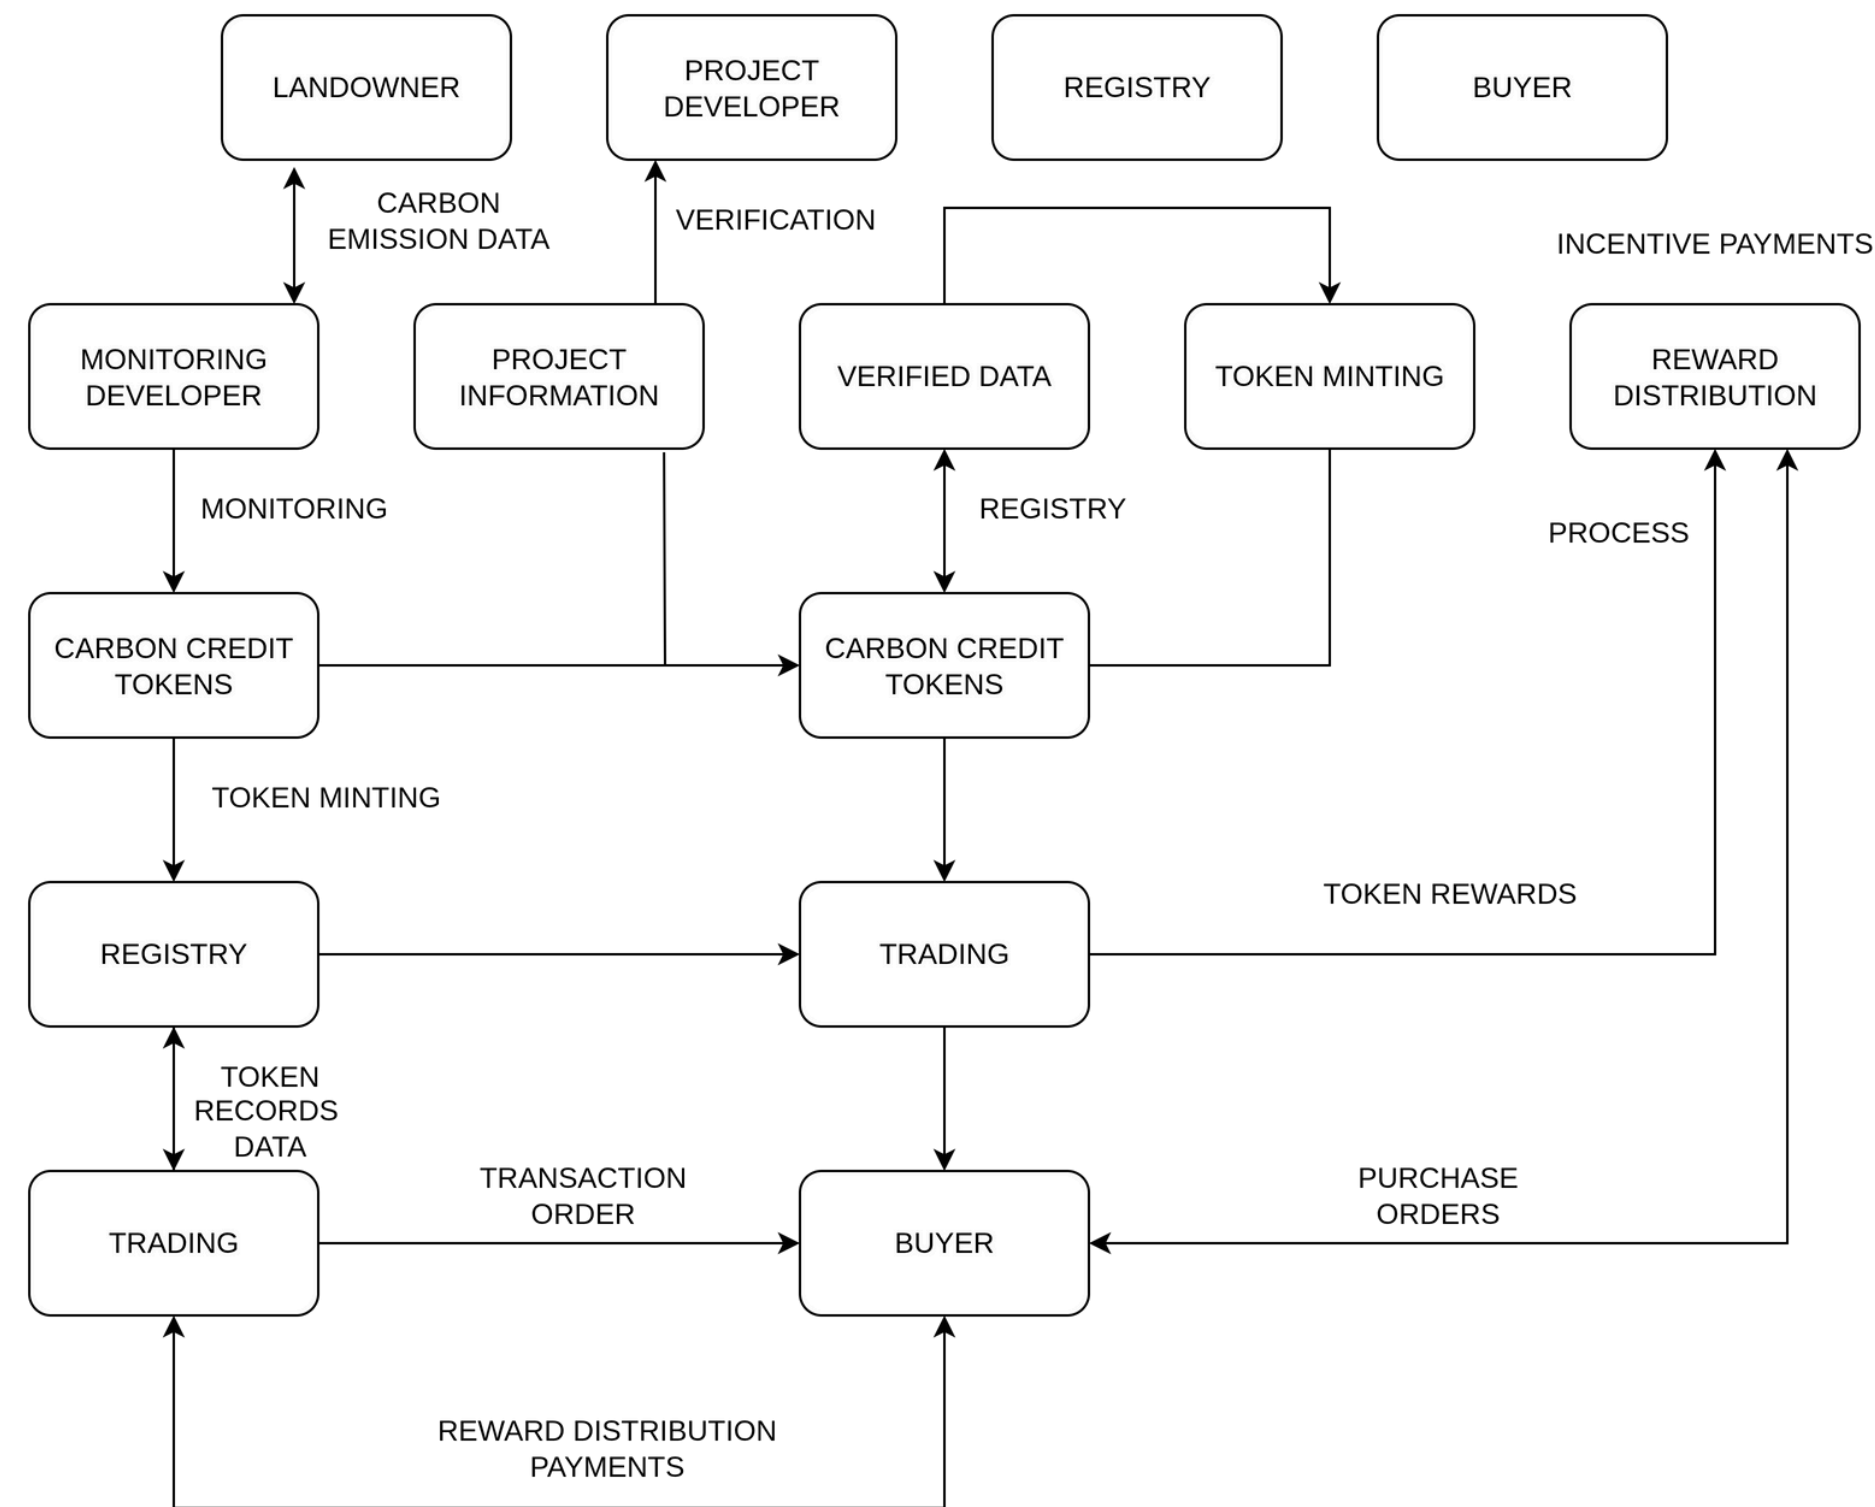 LANDOWNER
PROJECT
DEVELOPER
REGISTRY
BUYER
CARBON
EMISSION DATA
VERIFICATION
INCENTIVE PAYMENTS
MONITORING
DEVELOPER
PROJECT
INFORMATION
VERIFIED DATA
TOKEN MINTING
REWARD
DISTRIBUTION
MONITORING
REGISTRY
PROCESS
CARBON CREDIT
TOKENS
CARBON CREDIT
TOKENS
TOKEN MINTING
TOKEN REWARDS
REGISTRY
TRADING
TOKEN
RECORDS
DATA
TRANSACTION
ORDER
PURCHASE
ORDERS
TRADING
BUYER
REWARD DISTRIBUTION
PAYMENTS